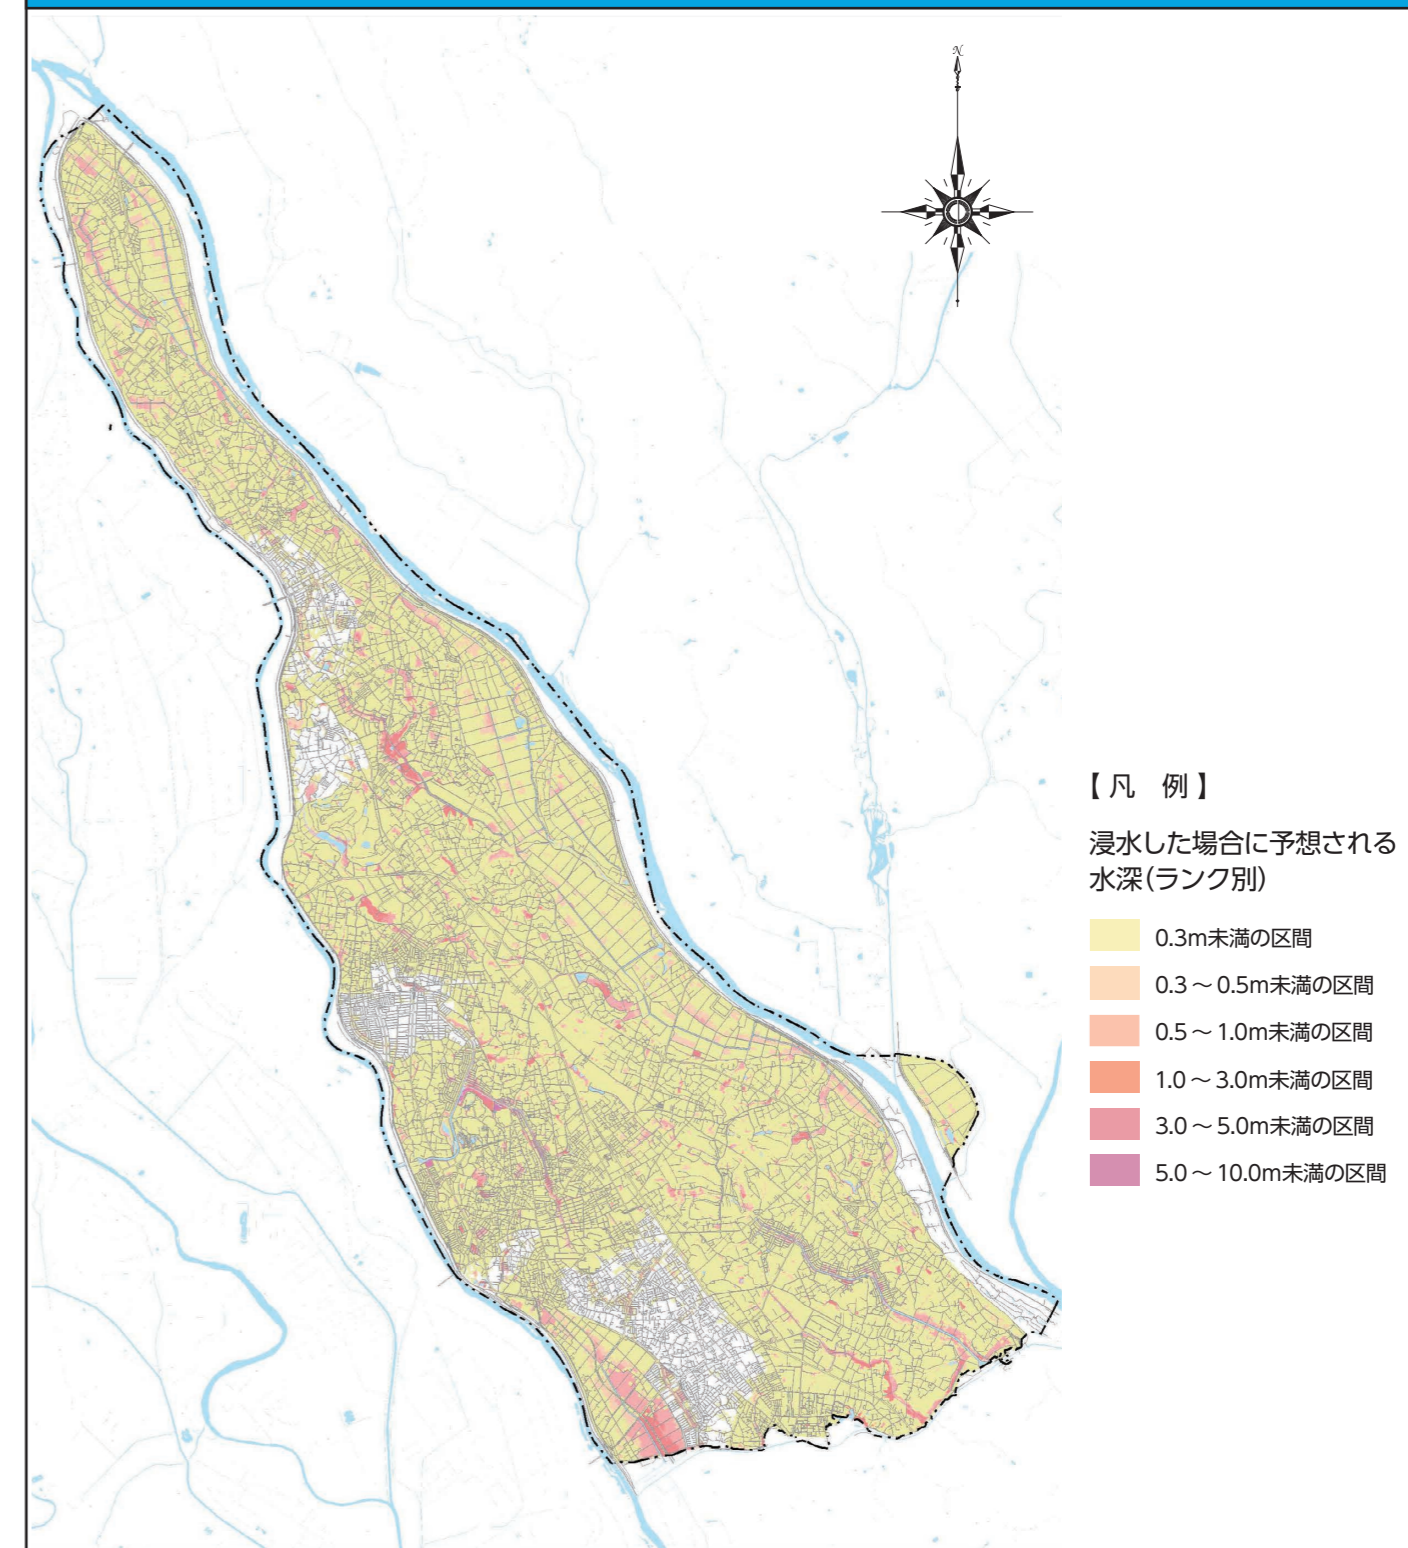 N
【凡　例】
浸水した場合に予想される
水深(ランク別)
0.3m未満の区間
0.3～0.5m未満の区間
0.5～1.0m未満の区間
1.0～3.0m未満の区間
3.0～5.0m未満の区間
5.0～10.0m未満の区間